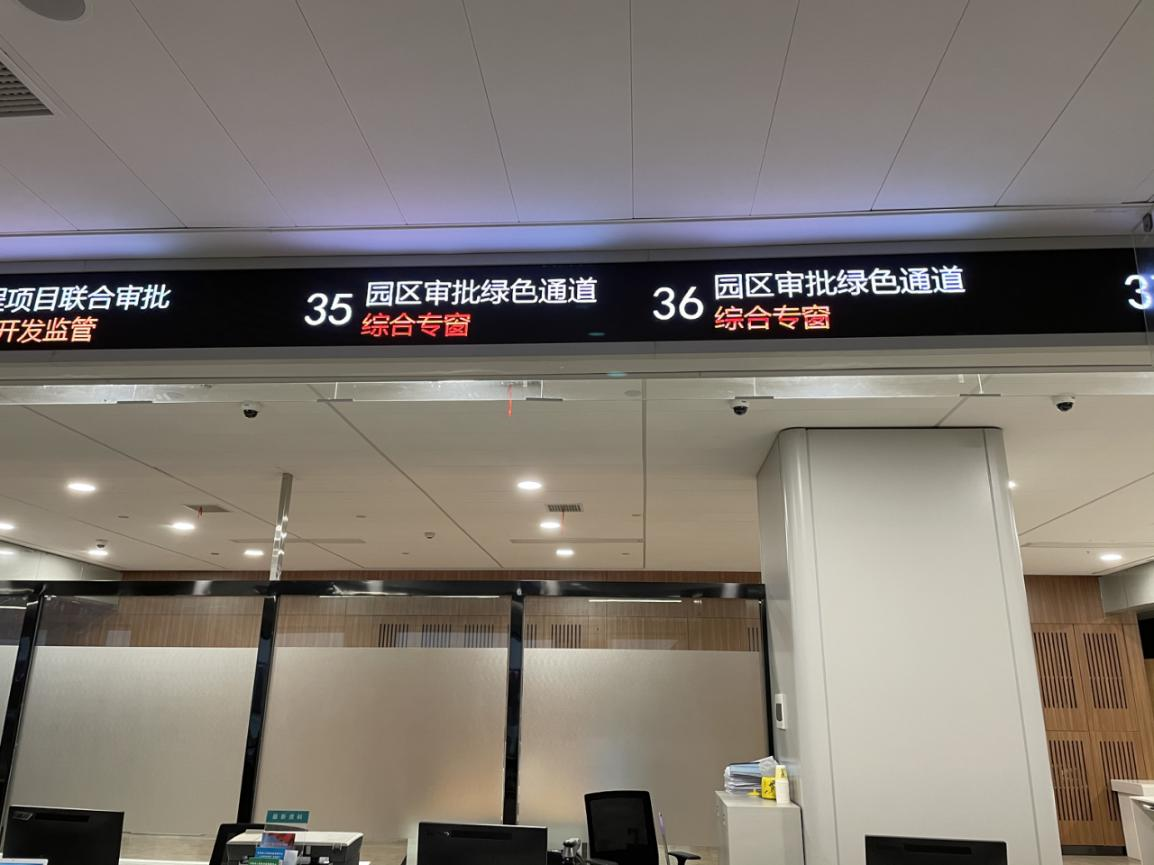 程项目联合审批
开发监管
35 园区审批绿色通道
综合专窗
36 园区审批绿色通道
综合专窗